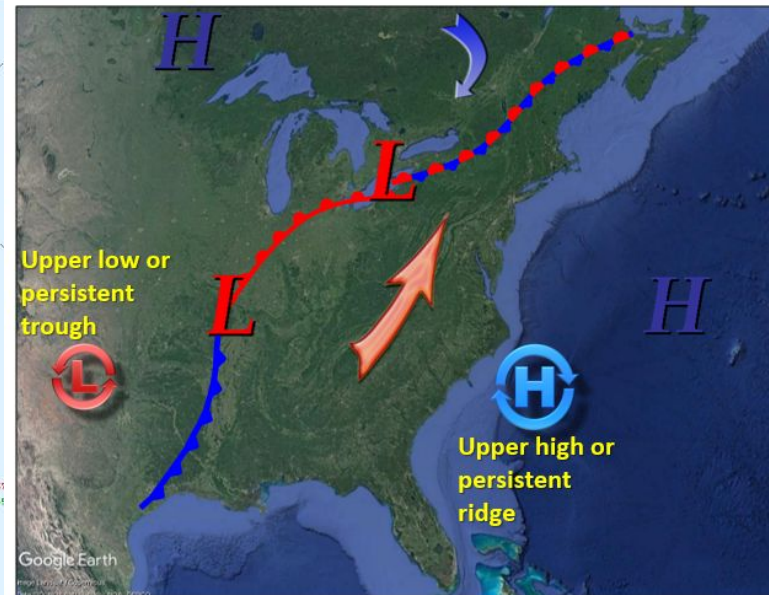 H
L
Upper low or
persistent
trough
L
H
L
H
Upper high or
persistent
ridge
Google Earth